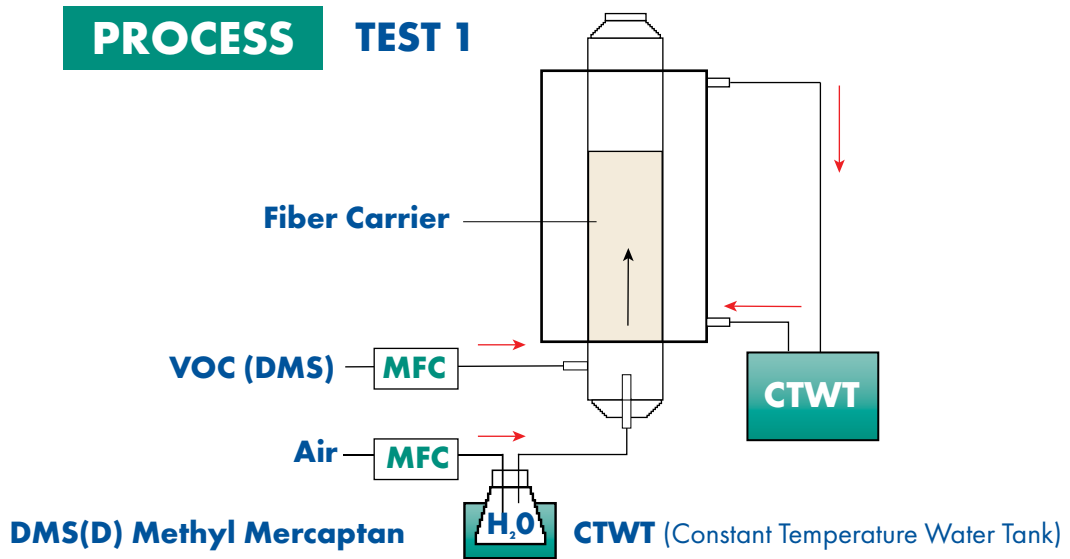 PROCESS TEST 1
Fiber Carrier
VOC (DMS) MFC
CTWT
Air MFC
H₂0
DMS(D) Methyl Mercaptan
CTWT (Constant Temperature Water Tank)